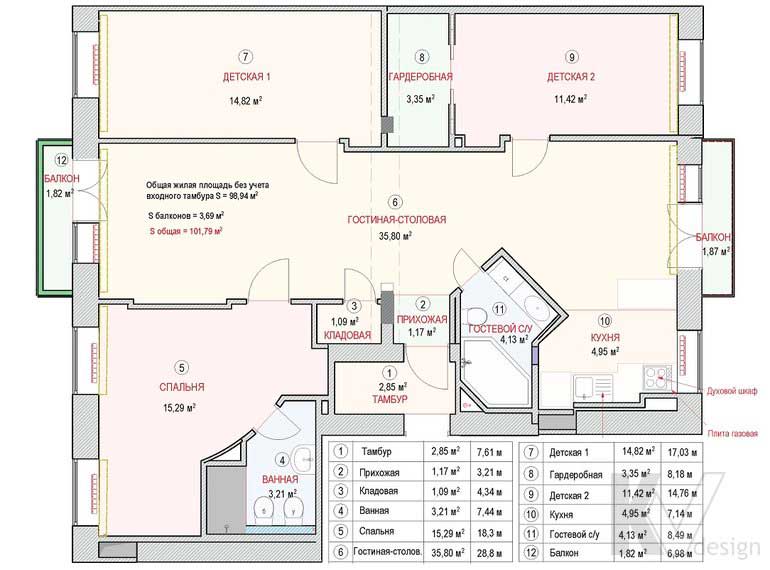 7
ДЕТСКАЯ 1
14,82 м²
8
ГАРДЕРОБНАЯ
3,35 м²
9
ДЕТСКАЯ 2
11,42 м²
12
БАЛКОН
1,82 м²
Общая жилая площадь без учета
входного тамбура S = 98,94 м²
S балконов = 3,69 м²
S общая = 101,79 м²
6
ГОСТИНАЯ-СТОЛОВАЯ
35,80 м²
БАЛКОН
1,87 м²
3
1,09 м²
КЛАДОВАЯ
2
ПРИХОЖАЯ
1,17 м²
11
ГОСТЕВОЙ С/У
4,13 м²
10
КУХНЯ
4,95 м²
5
СПАЛЬНЯ
15,29 м²
1
2,85 м²
ТАМБУР
Духовой шкаф
Плита газовая
4
ВАННАЯ
3,21 м²
1 Тамбур 2,85 м² 7,61 м
2 Прихожая 1,17 м² 3,21 м
3 Кладовая 1,09 м² 4,34 м
4 Ванная 3,21 м² 7,44 м
5 Спальня 15,29 м² 18,3 м
6 Гостиная-столов. 35,80 м² 28,8 м
7 Детская 1 14,82 м² 17,03 м
8 Гардеробная 3,35 м² 8,18 м
9 Детская 2 11,42 м² 14,76 м
10 Кухня 4,95 м² 7,14 м
11 Гостевой с/у 4,13 м² 8,49 м
12 Балкон 1,82 м² 6,98 м
KV design